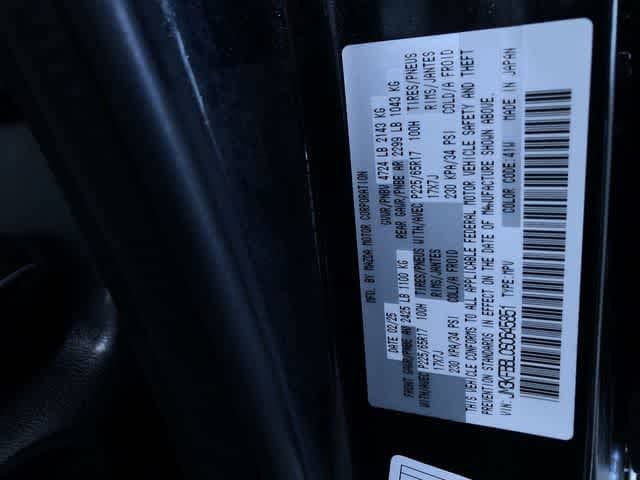 MFD. BY MAZDA MOTOR CORPORATION
DATE 02/25 GVWR/PNBV 4724 LB 2143 KG
FRONT GAWR/PNBE AV 2425 LB 1100 KG REAR GAWR/PNBE AR 2299 LB 1043 KG
WITH/AVEC P225/65R17 100H TIRES/PNEUS WITH/AVEC P225/65R17 100H TIRES/PNEUS
17X7J RIMS/JANTES 17X7J RIMS/JANTES
230 KPA/34 PSI COLD/A FROID 230 KPA/34 PSI COLD/A FROID
THIS VEHICLE CONFORMS TO ALL APPLICABLE FEDERAL MOTOR VEHICLE SAFETY AND THEFT
PREVENTION STANDARDS IN EFFECT ON THE DATE OF MANUFACTURE SHOWN ABOVE.
VIN: TYPE:MPV COLOR CODE:41W MADE IN JAPAN